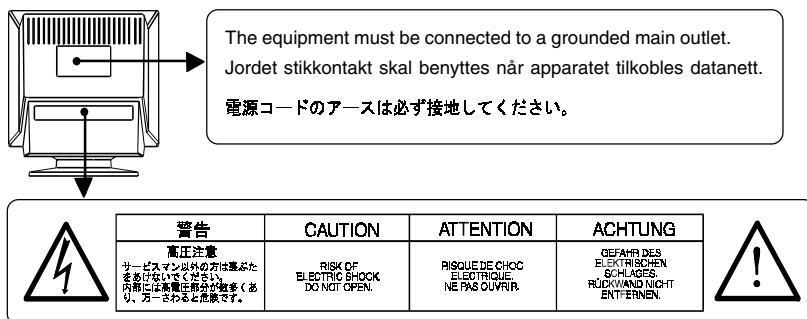 The equipment must be connected to a grounded main outlet.
Jordet stikkontakt skal benyttes når apparatet tilkobles datanett.
電源コードのアースは必ず接地してください。
警告
高圧注意
サービスマン以外の方は裏ぶた
をあけないでください。
内部には高電圧部分が数多くあ
り、万一さわると危険です。
CAUTION
RISK OF
ELECTRIC SHOCK
DO NOT OPEN.
ATTENTION
RISQUE DE CHOC
ELECTRIQUE.
NE PAS OUVRIR.
ACHTUNG
GEFAHR DES
ELEKTRISCHEN
SCHLAGES.
RÜCKWAND NICHT
ENTFERNEN.